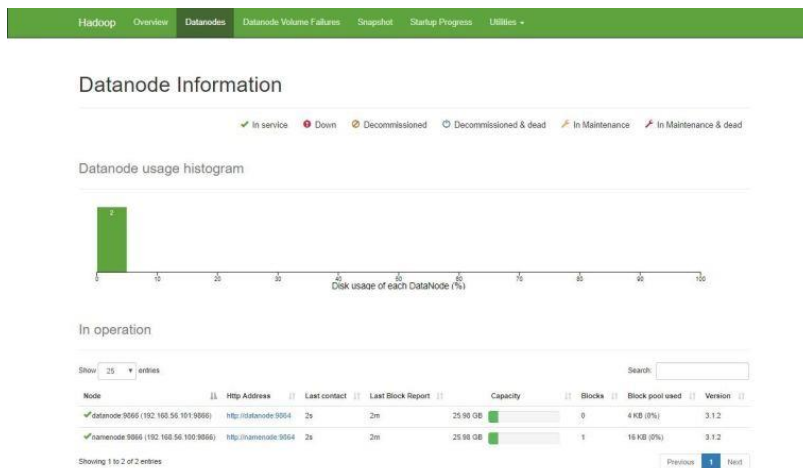 Hadoop Overview Datanodes Datanode Volume Failures Snapshot Startup Progress Utilities
Datanode Information
In service Down Decommissioned Decommissioned & dead In Maintenance In Maintenance & dead
Datanode usage histogram
2
0 10 20 30 40 50 60 70 80 90 100
Disk usage of each DataNode (%)
In operation
Show 25 entries Search:
Node Http Address Last contact Last Block Report Capacity Blocks Block pool used Version
datanode:9866 (192.168.56.101:9866) http://datanode:9864 2s 2m 25.98 GB 0 4 KB (0%) 3.1.2
namenode:9866 (192.168.56.100:9866) http://namenode:9864 2s 2m 25.98 GB 1 16 KB (0%) 3.1.2
Showing 1 to 2 of 2 entries Previous 1 Next